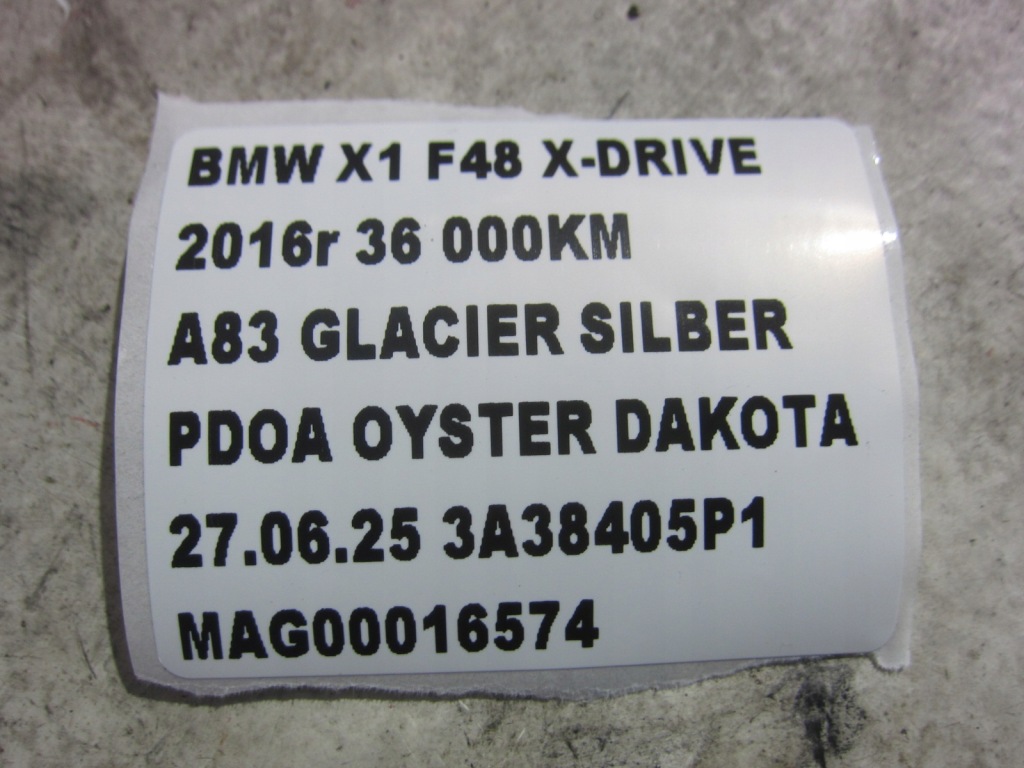 BMW X1 F48 X-DRIVE
2016r 36 000KM
A83 GLACIER SILBER
PDOA OYSTER DAKOTA
27.06.25 3A38405P1
MAG00016574